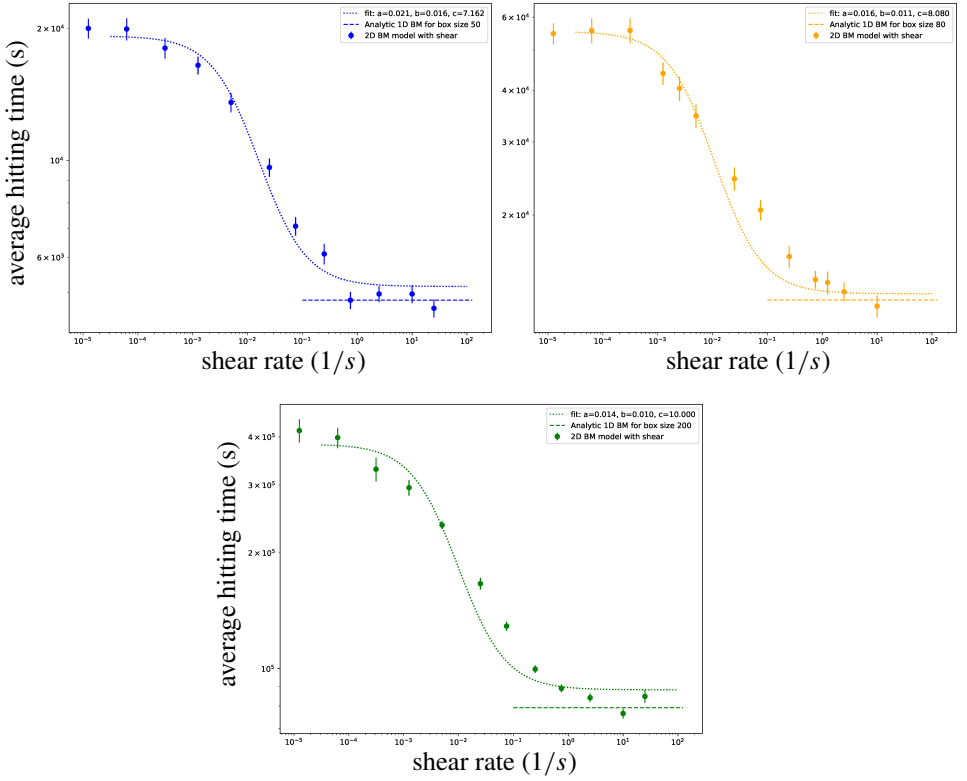 fit: a=0.021, b=0.016, c=7.162
Analytic 1D BM for box size 50
2D BM model with shear
2 × 10⁴
10⁴
6 × 10³
average hitting time (s)
10⁻⁵ 10⁻⁴ 10⁻³ 10⁻² 10⁻¹ 10⁰ 10¹ 10²
shear rate (1/s)
fit: a=0.016, b=0.011, c=8.080
Analytic 1D BM for box size 80
2D BM model with shear
6 × 10⁴
4 × 10⁴
3 × 10⁴
2 × 10⁴
10⁻⁵ 10⁻⁴ 10⁻³ 10⁻² 10⁻¹ 10⁰ 10¹ 10²
shear rate (1/s)
fit: a=0.014, b=0.010, c=10.000
Analytic 1D BM for box size 200
2D BM model with shear
4 × 10⁵
3 × 10⁵
2 × 10⁵
10⁵
average hitting time (s)
10⁻⁵ 10⁻⁴ 10⁻³ 10⁻² 10⁻¹ 10⁰ 10¹ 10²
shear rate (1/s)